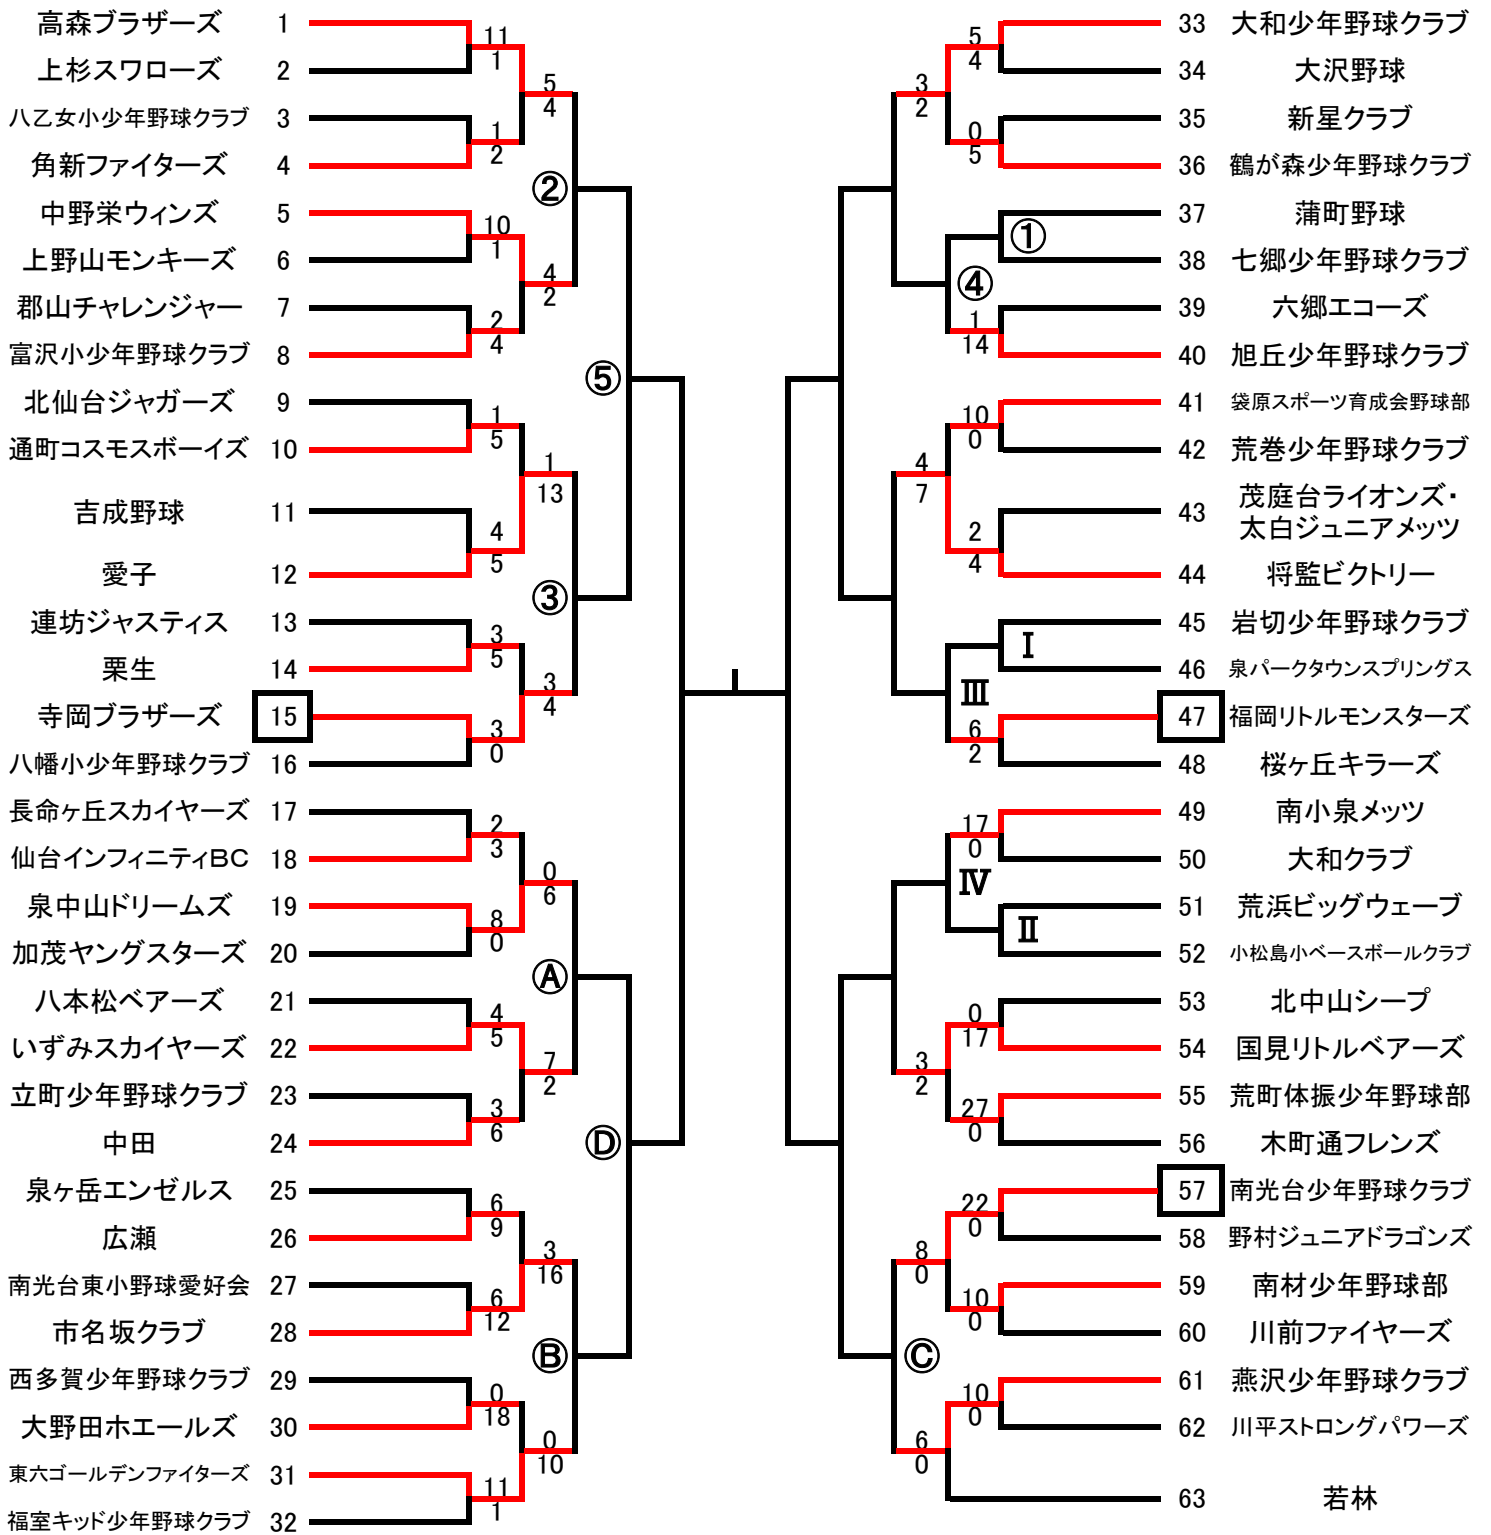 高森ブラザーズ 1
上杉スワローズ 2
八乙女小少年野球クラブ 3
角新ファイターズ 4
中野栄ウィンズ 5
上野山モンキーズ 6
郡山チャレンジャー 7
富沢小少年野球クラブ 8
北仙台ジャガーズ 9
通町コスモスボーイズ 10
吉成野球 11
愛子 12
連坊ジャスティス 13
栗生 14
寺岡ブラザーズ 15
八幡小少年野球クラブ 16
長命ヶ丘スカイヤーズ 17
仙台インフィニティBC 18
泉中山ドリームズ 19
加茂ヤングスターズ 20
八本松ベアーズ 21
いずみスカイヤーズ 22
立町少年野球クラブ 23
中田 24
泉ヶ岳エンゼルス 25
広瀬 26
南光台東小野球愛好会 27
市名坂クラブ 28
西多賀少年野球クラブ 29
大野田ホエールズ 30
東六ゴールデンファイターズ 31
福室キッド少年野球クラブ 32
11
1
1
2
10
1
2
4
1
5
4
5
3
5
3
0
2
3
8
0
4
5
3
6
6
9
6
12
0
18
11
1
5
4
4
2
1
13
3
4
0
6
7
2
3
16
0
10
②
③
Ⓐ
Ⓑ
⑤
Ⓓ
3
2
4
7
3
2
8
0
Ⓒ
6
0
④
Ⅲ
Ⅳ
5
4
0
5
①
1
14
10
0
2
4
Ⅰ
6
2
17
0
Ⅱ
0
17
27
0
22
0
10
0
10
0
33 大和少年野球クラブ
34 大沢野球
35 新星クラブ
36 鶴が森少年野球クラブ
37 蒲町野球
38 七郷少年野球クラブ
39 六郷エコーズ
40 旭丘少年野球クラブ
41 袋原スポーツ育成会野球部
42 荒巻少年野球クラブ
43 茂庭台ライオンズ・
太白ジュニアメッツ
44 将監ビクトリー
45 岩切少年野球クラブ
46 泉パークタウンスプリングス
47 福岡リトルモンスターズ
48 桜ヶ丘キラーズ
49 南小泉メッツ
50 大和クラブ
51 荒浜ビッグウェーブ
52 小松島小ベースボールクラブ
53 北中山シープ
54 国見リトルベアーズ
55 荒町体振少年野球部
56 木町通フレンズ
57 南光台少年野球クラブ
58 野村ジュニアドラゴンズ
59 南材少年野球部
60 川前ファイヤーズ
61 燕沢少年野球クラブ
62 川平ストロングパワーズ
63 若林